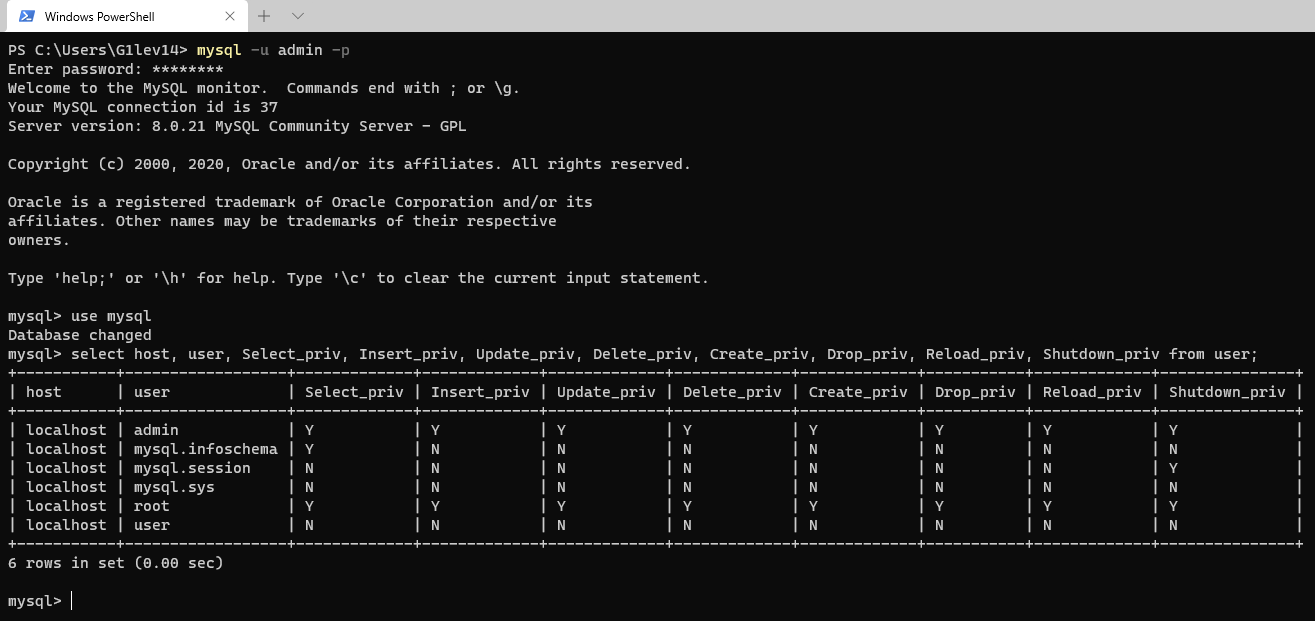 Windows PowerShell
PS C:\Users\G1lev14> mysql -u admin -p
Enter password: ********
Welcome to the MySQL monitor.  Commands end with ; or \g.
Your MySQL connection id is 37
Server version: 8.0.21 MySQL Community Server - GPL

Copyright (c) 2000, 2020, Oracle and/or its affiliates. All rights reserved.

Oracle is a registered trademark of Oracle Corporation and/or its
affiliates. Other names may be trademarks of their respective
owners.

Type 'help;' or '\h' for help. Type '\c' to clear the current input statement.

mysql> use mysql
Database changed
mysql> select host, user, Select_priv, Insert_priv, Update_priv, Delete_priv, Create_priv, Drop_priv, Reload_priv, Shutdown_priv from user;
+-----------+------------------+-------------+-------------+-------------+-------------+-------------+-----------+-------------+---------------+
| host      | user             | Select_priv | Insert_priv | Update_priv | Delete_priv | Create_priv | Drop_priv | Reload_priv | Shutdown_priv |
+-----------+------------------+-------------+-------------+-------------+-------------+-------------+-----------+-------------+---------------+
| localhost | admin            | Y           | Y           | Y           | Y           | Y           | Y         | Y           | Y             |
| localhost | mysql.infoschema | Y           | N           | N           | N           | N           | N         | N           | N             |
| localhost | mysql.session    | N           | N           | N           | N           | N           | N         | N           | Y             |
| localhost | mysql.sys        | N           | N           | N           | N           | N           | N         | N           | N             |
| localhost | root             | Y           | Y           | Y           | Y           | Y           | Y         | Y           | Y             |
| localhost | user             | N           | N           | N           | N           | N           | N         | N           | N             |
+-----------+------------------+-------------+-------------+-------------+-------------+-------------+-----------+-------------+---------------+
6 rows in set (0.00 sec)

mysql>